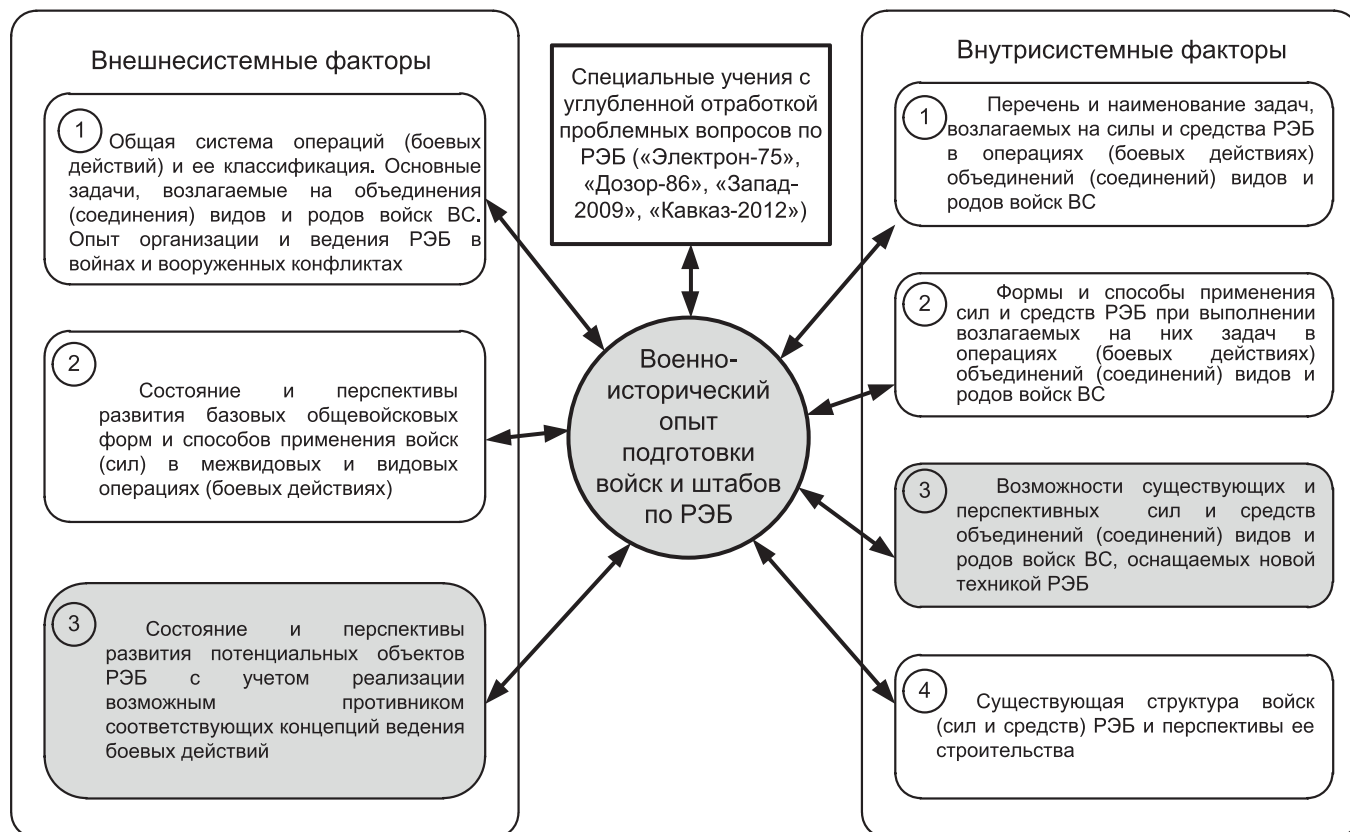 Внешнесистемные факторы
1
Общая система операций (боевых
действий) и ее классификация. Основные
задачи, возлагаемые на объединения
(соединения) видов и родов войск ВС.
Опыт организации и ведения РЭБ в
войнах и вооруженных конфликтах
2
Состояние и перспективы
развития базовых общевойсковых
форм и способов применения войск
(сил) в межвидовых и видовых
операциях (боевых действиях)
3
Состояние и перспективы
развития потенциальных объектов
РЭБ с учетом реализации
возможным противником
соответствующих концепций ведения
боевых действий
Специальные учения с
углубленной отработкой
проблемных вопросов по
РЭБ («Электрон-75»,
«Дозор-86», «Запад-
2009», «Кавказ-2012»)
Военно-
исторический
опыт
подготовки
войск и штабов
по РЭБ
Внутрисистемные факторы
1
Перечень и наименование задач,
возлагаемых на силы и средства РЭБ
в операциях (боевых действиях)
объединений (соединений) видов и
родов войск ВС
2
Формы и способы применения
сил и средств РЭБ при выполнении
возлагаемых на них задач в
операциях (боевых действиях)
объединений (соединений) видов и
родов войск ВС
3
Возможности существующих и
перспективных сил и средств
объединений (соединений) видов и
родов войск ВС, оснащаемых новой
техникой РЭБ
4
Существующая структура войск
(сил и средств) РЭБ и перспективы ее
строительства